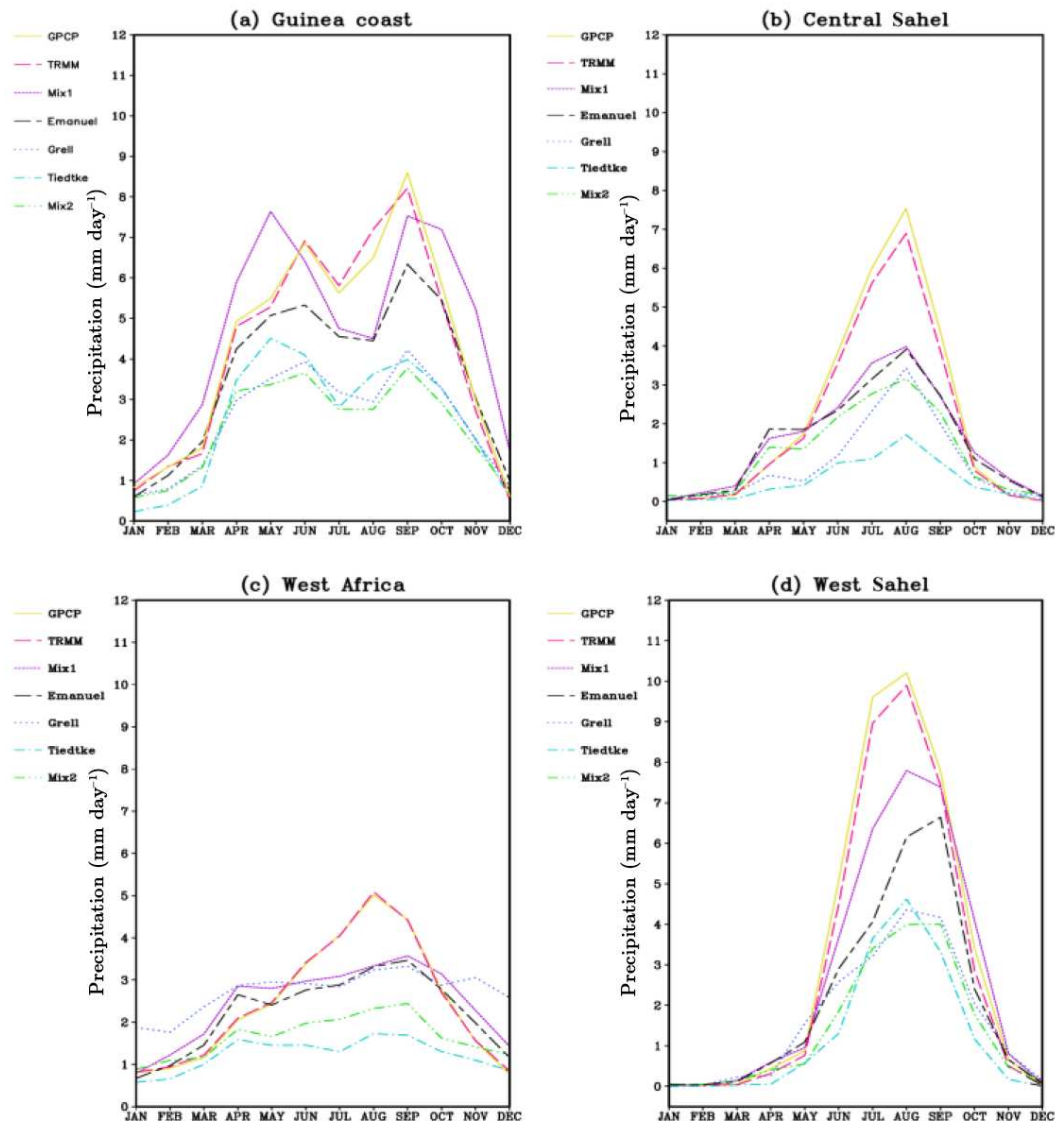 (a) Guinea coast
GPCP
TRMM
Mix1
Emanuel
Grell
Tiedtke
Mix2
Precipitation (mm day⁻¹)
12
11
10
9
8
7
6
5
4
3
2
1
0
JAN FEB MAR APR MAY JUN JUL AUG SEP OCT NOV DEC
(b) Central Sahel
GPCP
TRMM
Mix1
Emanuel
Grell
Tiedtke
Mix2
Precipitation (mm day⁻¹)
12
11
10
9
8
7
6
5
4
3
2
1
0
JAN FEB MAR APR MAY JUN JUL AUG SEP OCT NOV DEC
(c) West Africa
GPCP
TRMM
Mix1
Emanuel
Grell
Tiedtke
Mix2
Precipitation (mm day⁻¹)
12
11
10
9
8
7
6
5
4
3
2
1
0
JAN FEB MAR APR MAY JUN JUL AUG SEP OCT NOV DEC
(d) West Sahel
GPCP
TRMM
Mix1
Emanuel
Grell
Tiedtke
Mix2
Precipitation (mm day⁻¹)
12
11
10
9
8
7
6
5
4
3
2
1
0
JAN FEB MAR APR MAY JUN JUL AUG SEP OCT NOV DEC